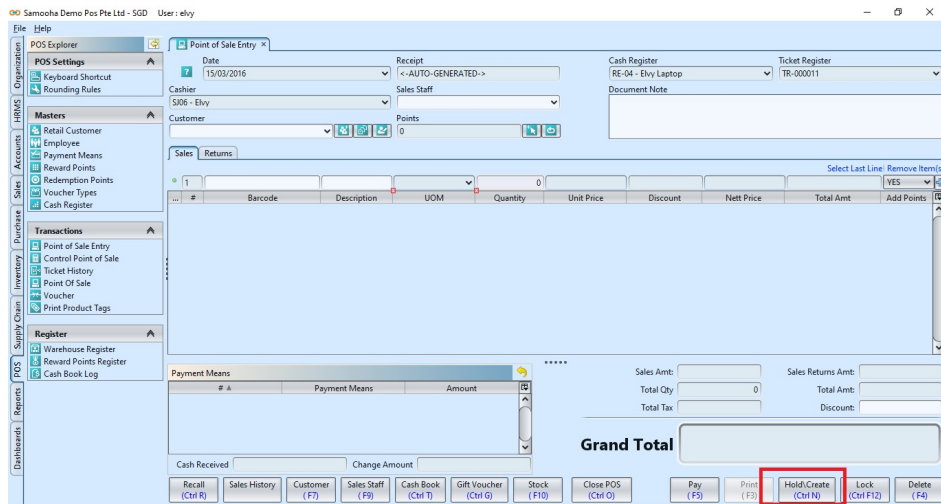 Samooha Demo Pos Pte Ltd - SGD User : elvy
File Help
Organization
HRMS
Accounts
Sales
Purchase
Inventory
Supply Chain
POS
Reports
Dashboards
POS Explorer
POS Settings
Keyboard Shortcut
Rounding Rules
Masters
Retail Customer
Employee
Payment Means
Reward Points
Redemption Points
Voucher Types
Cash Register
Transactions
Point of Sale Entry
Control Point of Sale
Ticket History
Point Of Sale
Voucher
Print Product Tags
Register
Warehouse Register
Reward Points Register
Cash Book Log
Point of Sale Entry
Date Receipt Cash Register Ticket Register
15/03/2016 <-AUTO-GENERATED-> RE-04 - Elvy Laptop TR-000011
Cashier Sales Staff Document Note
SJ06 - Elvy
Customer Points
0
Sales Returns
Select Last Line Remove Item(s
1 0 YES
... # Barcode Description UOM Quantity Unit Price Discount Nett Price Total Amt Add Points
Payment Means
# Payment Means Amount
Cash Received Change Amount
Sales Amt: Sales Returns Amt:
Total Qty 0 Total Amt:
Total Tax Discount:
Grand Total
Recall Sales History Customer Sales Staff Cash Book Gift Voucher Stock Close POS Pay Print Hold\Create Lock Delete
(Ctrl R) ( F7) ( F9) (Ctrl T) (Ctrl G) ( F10) (Ctrl O) ( F5) ( F3) (Ctrl N) (Ctrl F12) ( F4)